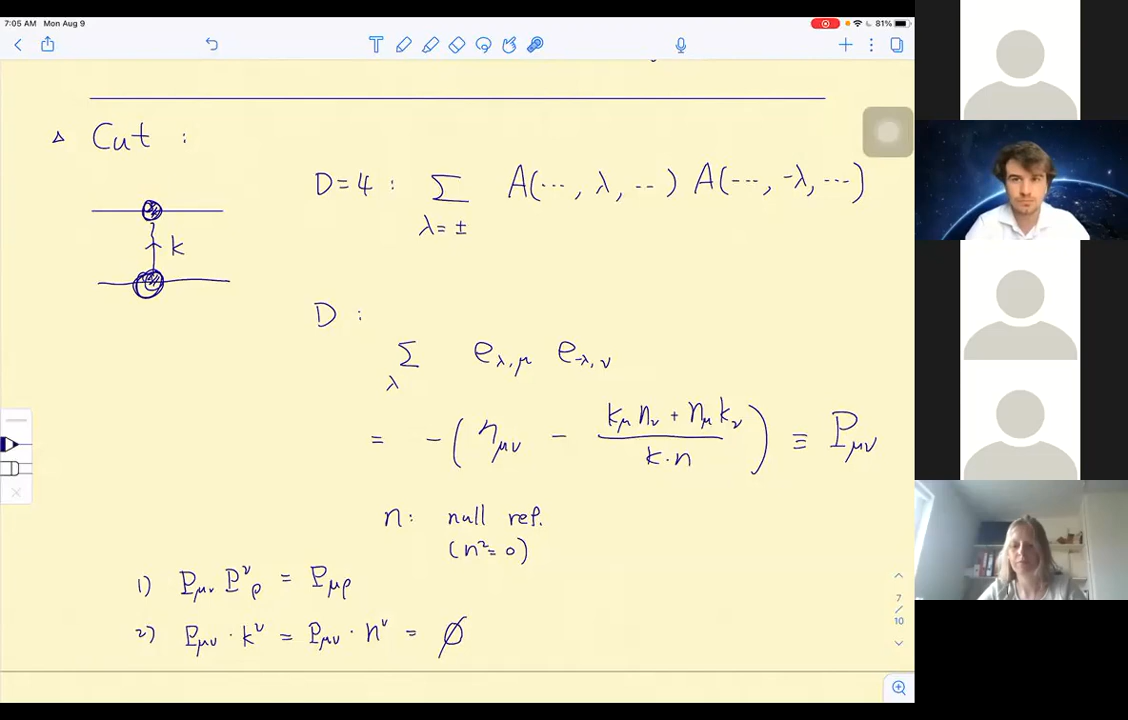 7:05 AM Mon Aug 9
81%
Δ Cut :
D=4 : Σ A(···, λ, ··) A(···, -λ, ···)
λ = ±
k
D :
Σ e_{λ,μ} e_{-λ,ν}
λ
= -( η_{μν} - (k_μ n_ν + n_μ k_ν) / (k·n) ) ≡ P_{μν}
n: null ref.
(n² = 0)
1) P_{μν} P^ν_ρ = P_{μρ}
2) P_{μν} · k^ν = P_{μν} · n^ν = ∅
7
/
10